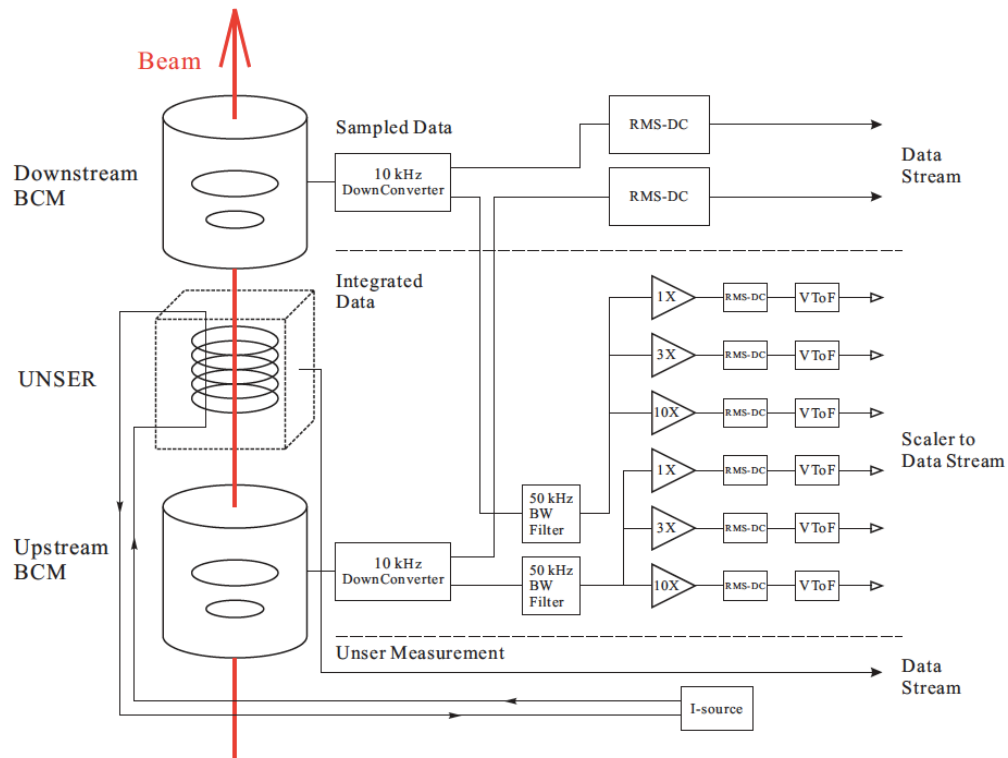 Beam
Sampled Data
RMS-DC
Downstream
BCM
10 kHz
DownConverter
Data
Stream
RMS-DC
Integrated
Data
1X
RMS-DC
VToF
UNSER
3X
RMS-DC
VToF
10X
RMS-DC
VToF
Scaler to
Data Stream
1X
RMS-DC
VToF
50 kHz
BW
Filter
3X
RMS-DC
VToF
Upstream
BCM
10 kHz
DownConverter
50 kHz
BW
Filter
10X
RMS-DC
VToF
Unser Measurement
Data
Stream
I-source